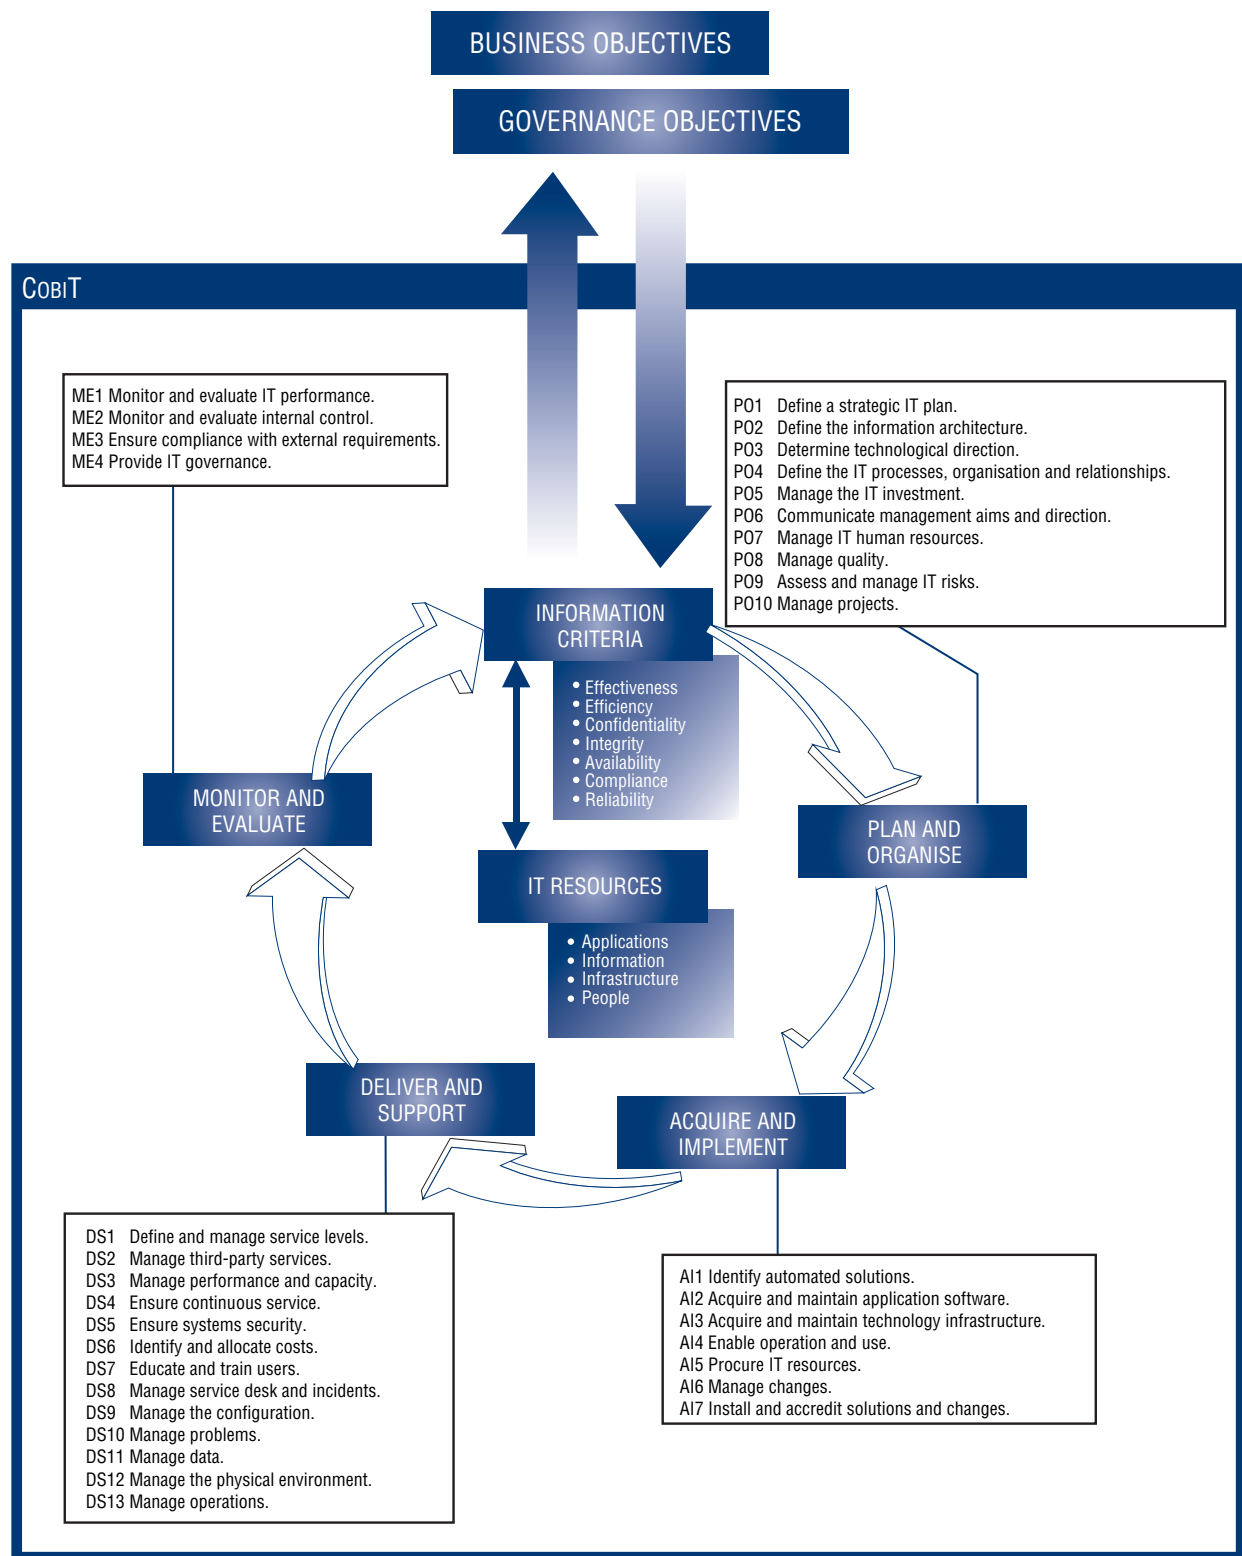 BUSINESS OBJECTIVES
GOVERNANCE OBJECTIVES
COBIT
ME1 Monitor and evaluate IT performance.
ME2 Monitor and evaluate internal control.
ME3 Ensure compliance with external requirements.
ME4 Provide IT governance.
PO1 Define a strategic IT plan.
PO2 Define the information architecture.
PO3 Determine technological direction.
PO4 Define the IT processes, organisation and relationships.
PO5 Manage the IT investment.
PO6 Communicate management aims and direction.
PO7 Manage IT human resources.
PO8 Manage quality.
PO9 Assess and manage IT risks.
PO10 Manage projects.
INFORMATION
CRITERIA
• Effectiveness
• Efficiency
• Confidentiality
• Integrity
• Availability
• Compliance
• Reliability
MONITOR AND
EVALUATE
PLAN AND
ORGANISE
IT RESOURCES
• Applications
• Information
• Infrastructure
• People
DELIVER AND
SUPPORT
ACQUIRE AND
IMPLEMENT
DS1 Define and manage service levels.
DS2 Manage third-party services.
DS3 Manage performance and capacity.
DS4 Ensure continuous service.
DS5 Ensure systems security.
DS6 Identify and allocate costs.
DS7 Educate and train users.
DS8 Manage service desk and incidents.
DS9 Manage the configuration.
DS10 Manage problems.
DS11 Manage data.
DS12 Manage the physical environment.
DS13 Manage operations.
AI1 Identify automated solutions.
AI2 Acquire and maintain application software.
AI3 Acquire and maintain technology infrastructure.
AI4 Enable operation and use.
AI5 Procure IT resources.
AI6 Manage changes.
AI7 Install and accredit solutions and changes.